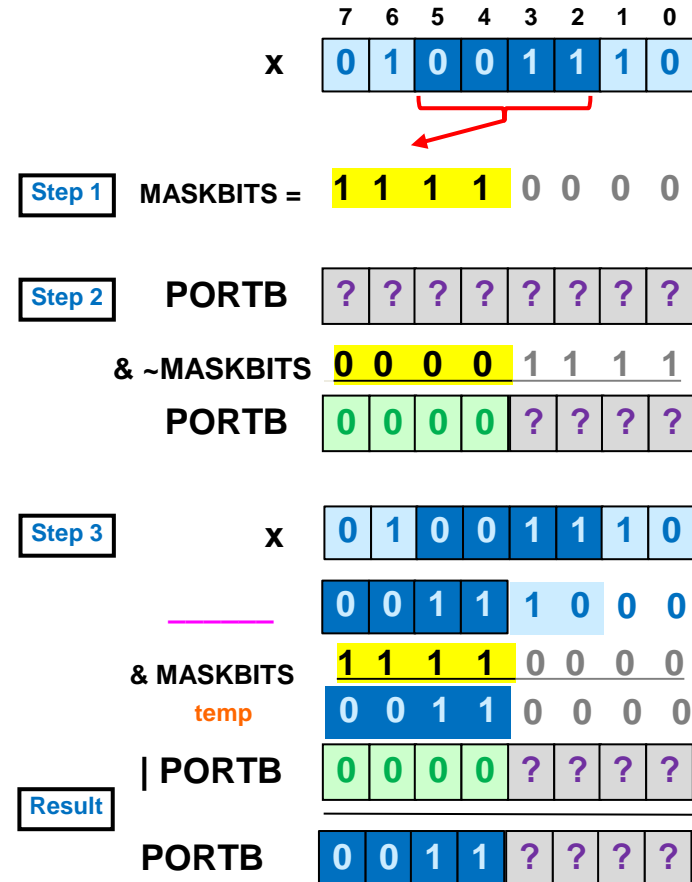 7 6 5 4 3 2 1 0
x 0 1 0 0 1 1 1 0
Step 1 MASKBITS = 1 1 1 1 0 0 0 0
Step 2 PORTB ? ? ? ? ? ? ? ?
& ~MASKBITS 0 0 0 0 1 1 1 1
PORTB 0 0 0 0 ? ? ? ?
Step 3 x 0 1 0 0 1 1 1 0
______ 0 0 1 1 1 0 0 0
& MASKBITS 1 1 1 1 0 0 0 0
temp 0 0 1 1 0 0 0 0
| PORTB 0 0 0 0 ? ? ? ?
Result
PORTB 0 0 1 1 ? ? ? ?